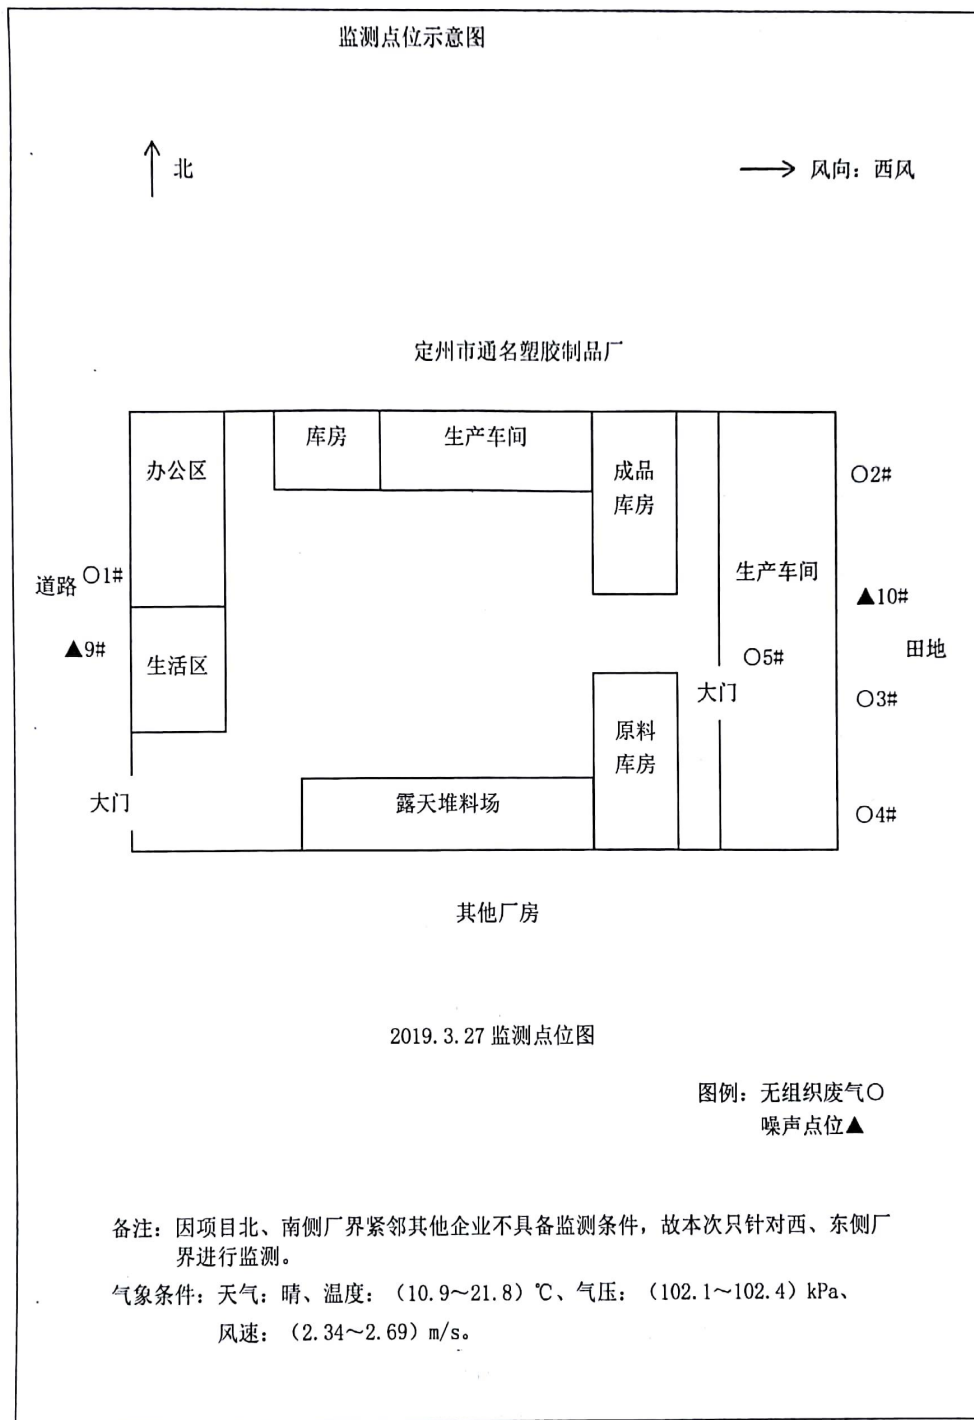 监测点位示意图
北
风向：西风
定州市通名塑胶制品厂
库房
生产车间
办公区
成品
库房
○2#
道路
○1#
生产车间
▲10#
▲9#
生活区
○5#
田地
大门
○3#
原料
库房
大门
露天堆料场
○4#
其他厂房
2019.3.27 监测点位图
图例：无组织废气○
噪声点位▲
备注：因项目北、南侧厂界紧邻其他企业不具备监测条件，故本次只针对西、东侧厂
界进行监测。
气象条件：天气：晴、温度：（10.9～21.8）℃、气压：（102.1～102.4）kPa、
风速：（2.34～2.69）m/s。